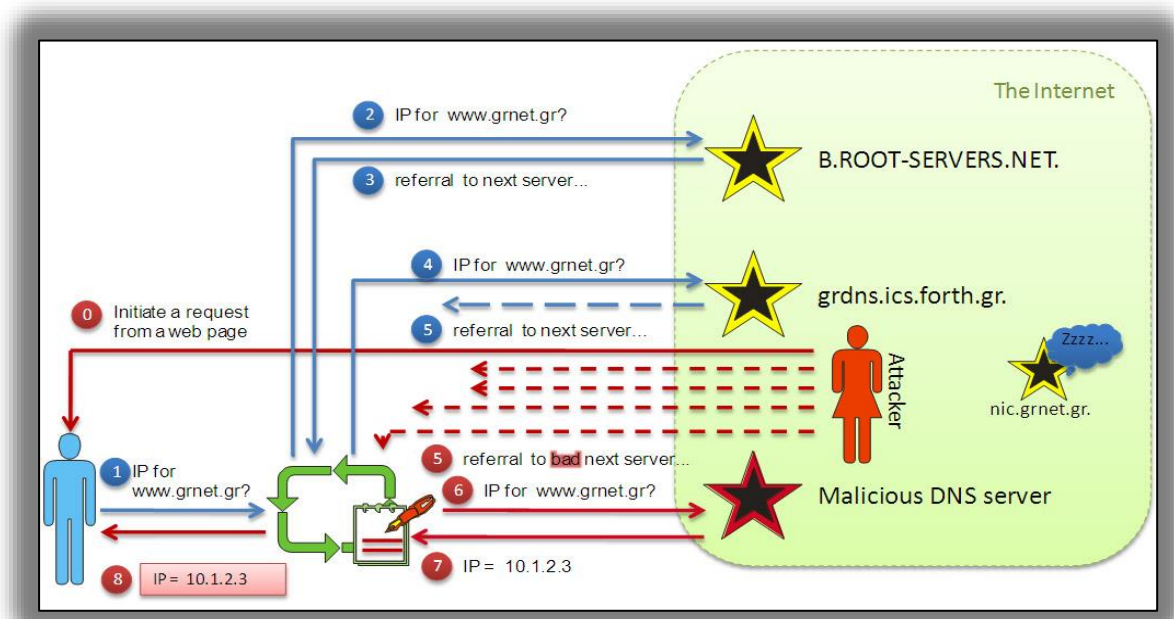 The Internet
2 IP for www.grnet.gr?
B.ROOT-SERVERS.NET.
3 referral to next server...
4 IP for www.grnet.gr?
grdns.ics.forth.gr.
0 Initiate a request
from a web page
5 referral to next server...
Attacker
Zzzz...
nic.grnet.gr.
1 IP for
www.grnet.gr?
5 referral to bad next server...
6 IP for www.grnet.gr?
Malicious DNS server
7 IP = 10.1.2.3
8 IP = 10.1.2.3